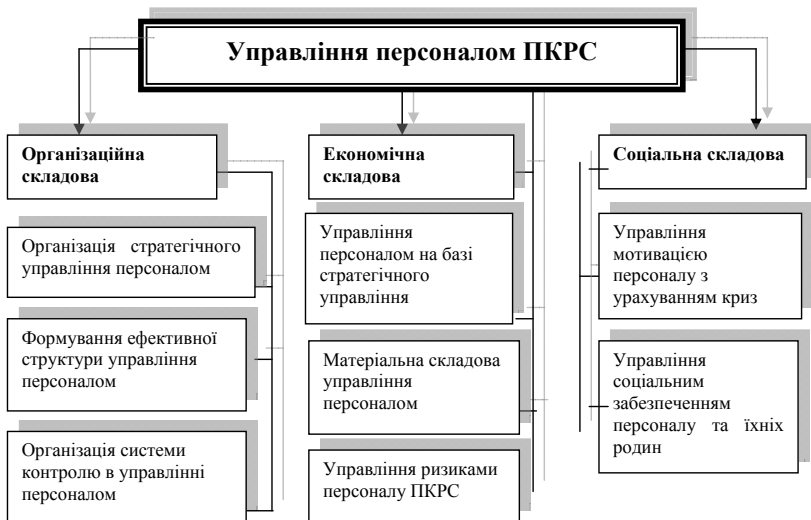 Управління персоналом ПКРС
Організаційна
складова
Організація стратегічного
управління персоналом
Формування ефективної
структури управління
персоналом
Організація системи
контролю в управлінні
персоналом
Економічна
складова
Управління
персоналом на базі
стратегічного
управління
Матеріальна складова
управління
персоналом
Управління ризиками
персоналу ПКРС
Соціальна складова
Управління
мотивацією
персоналу з
урахуванням криз
Управління
соціальним
забезпеченням
персоналу та їхніх
родин